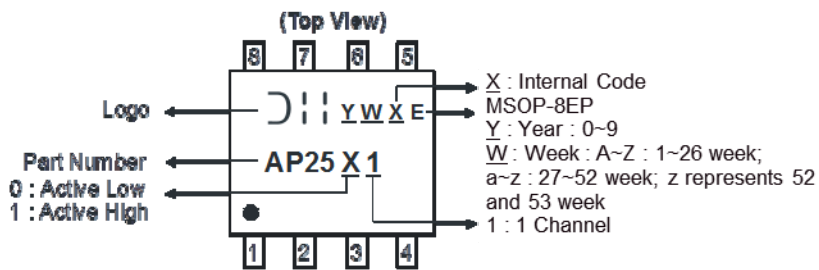 (Top View)
8 7 6 5
Logo
Y W X E
X : Internal Code
MSOP-8EP
Y : Year : 0~9
W : Week : A~Z : 1~26 week;
a~z : 27~52 week; z represents 52
and 53 week
1 : 1 Channel
Part Number
AP25 X 1
0 : Active Low
1 : Active High
1 2 3 4